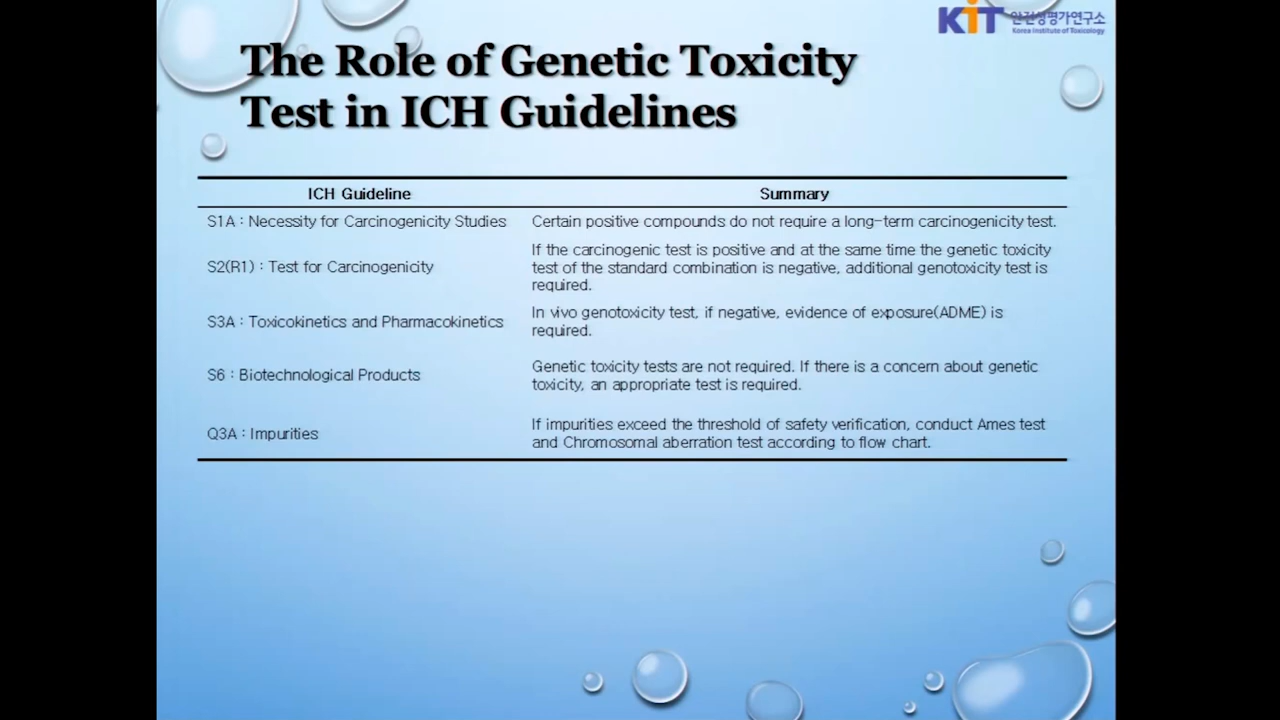 KIT 안전성평가연구소
Korea Institute of Toxicology
The Role of Genetic Toxicity
Test in ICH Guidelines
ICH Guideline Summary
S1A : Necessity for Carcinogenicity Studies Certain positive compounds do not require a long-term carcinogenicity test.
S2(R1) : Test for Carcinogenicity
If the carcinogenic test is positive and at the same time the genetic toxicity
test of the standard combination is negative, additional genotoxicity test is
required.
S3A : Toxicokinetics and Pharmacokinetics
In vivo genotoxicity test, if negative, evidence of exposure(ADME) is
required.
S6 : Biotechnological Products
Genetic toxicity tests are not required. If there is a concern about genetic
toxicity, an appropriate test is required.
Q3A : Impurities
If impurities exceed the threshold of safety verification, conduct Ames test
and Chromosomal aberration test according to flow chart.